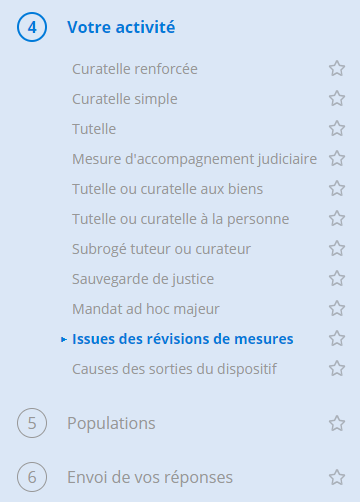 4 Votre activité
Curatelle renforcée
Curatelle simple
Tutelle
Mesure d'accompagnement judiciaire
Tutelle ou curatelle aux biens
Tutelle ou curatelle à la personne
Subrogé tuteur ou curateur
Sauvegarde de justice
Mandat ad hoc majeur
Issues des révisions de mesures
Causes des sorties du dispositif
5 Populations
6 Envoi de vos réponses